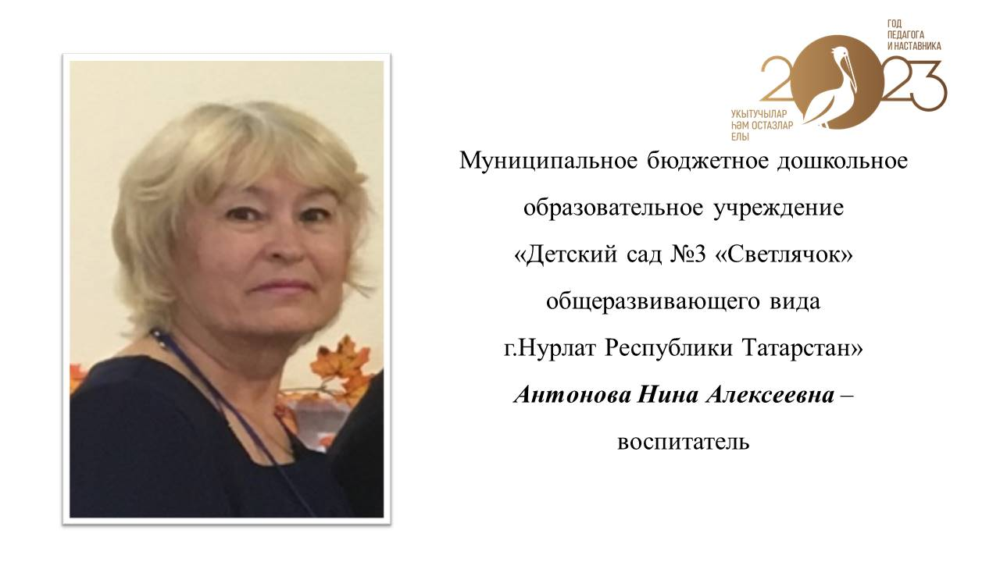 ГОД
ПЕДАГОГА
И НАСТАВНИКА
2023
УКЫТУЧЫЛАР
ҺӘМ ОСТАЗЛАР
ЕЛЫ
Муниципальное бюджетное дошкольное
образовательное учреждение
«Детский сад №3 «Светлячок»
общеразвивающего вида
г.Нурлат Республики Татарстан»
Антонова Нина Алексеевна –
воспитатель